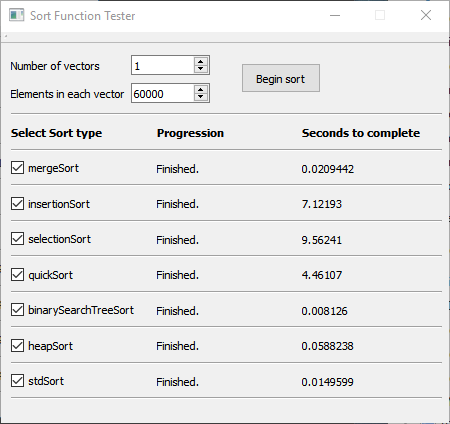 Sort Function Tester
Number of vectors 1
Begin sort
Elements in each vector 60000
Select Sort type Progression Seconds to complete
mergeSort Finished. 0.0209442
insertionSort Finished. 7.12193
selectionSort Finished. 9.56241
quickSort Finished. 4.46107
binarySearchTreeSort Finished. 0.008126
heapSort Finished. 0.0588238
stdSort Finished. 0.0149599